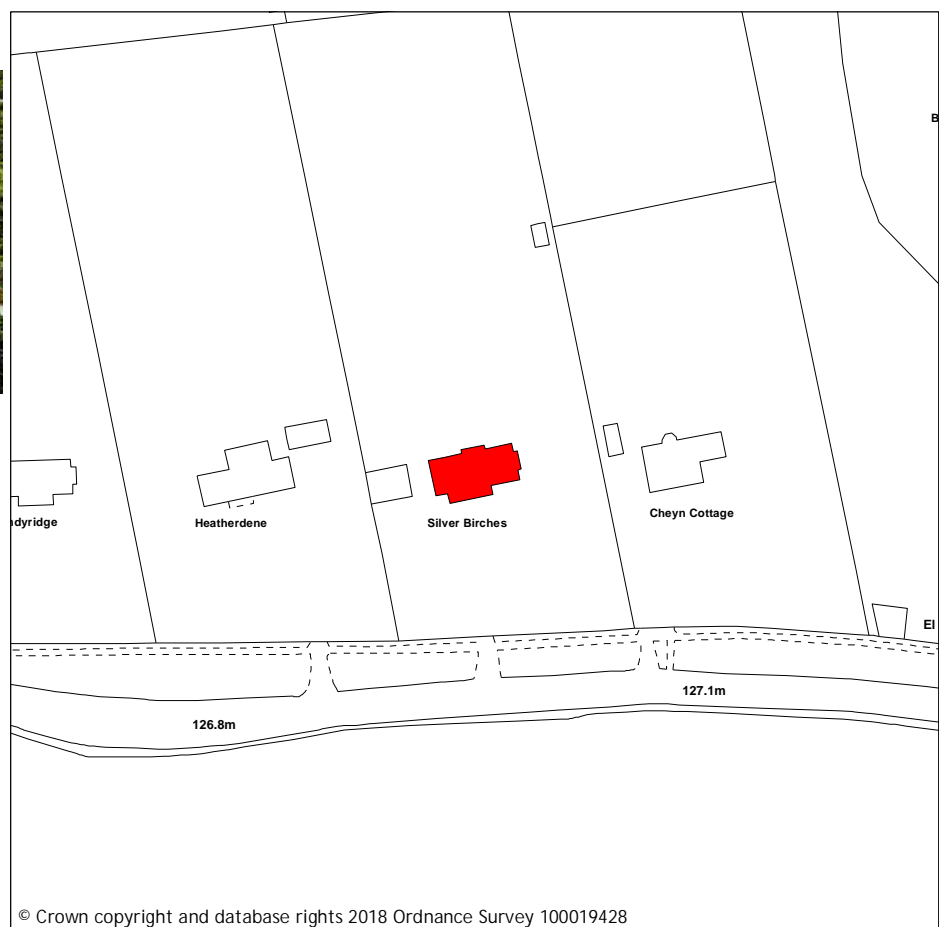 B
ndyridge
Heatherdene
Silver Birches
Cheyn Cottage
El
127.1m
126.8m
© Crown copyright and database rights 2018 Ordnance Survey 100019428